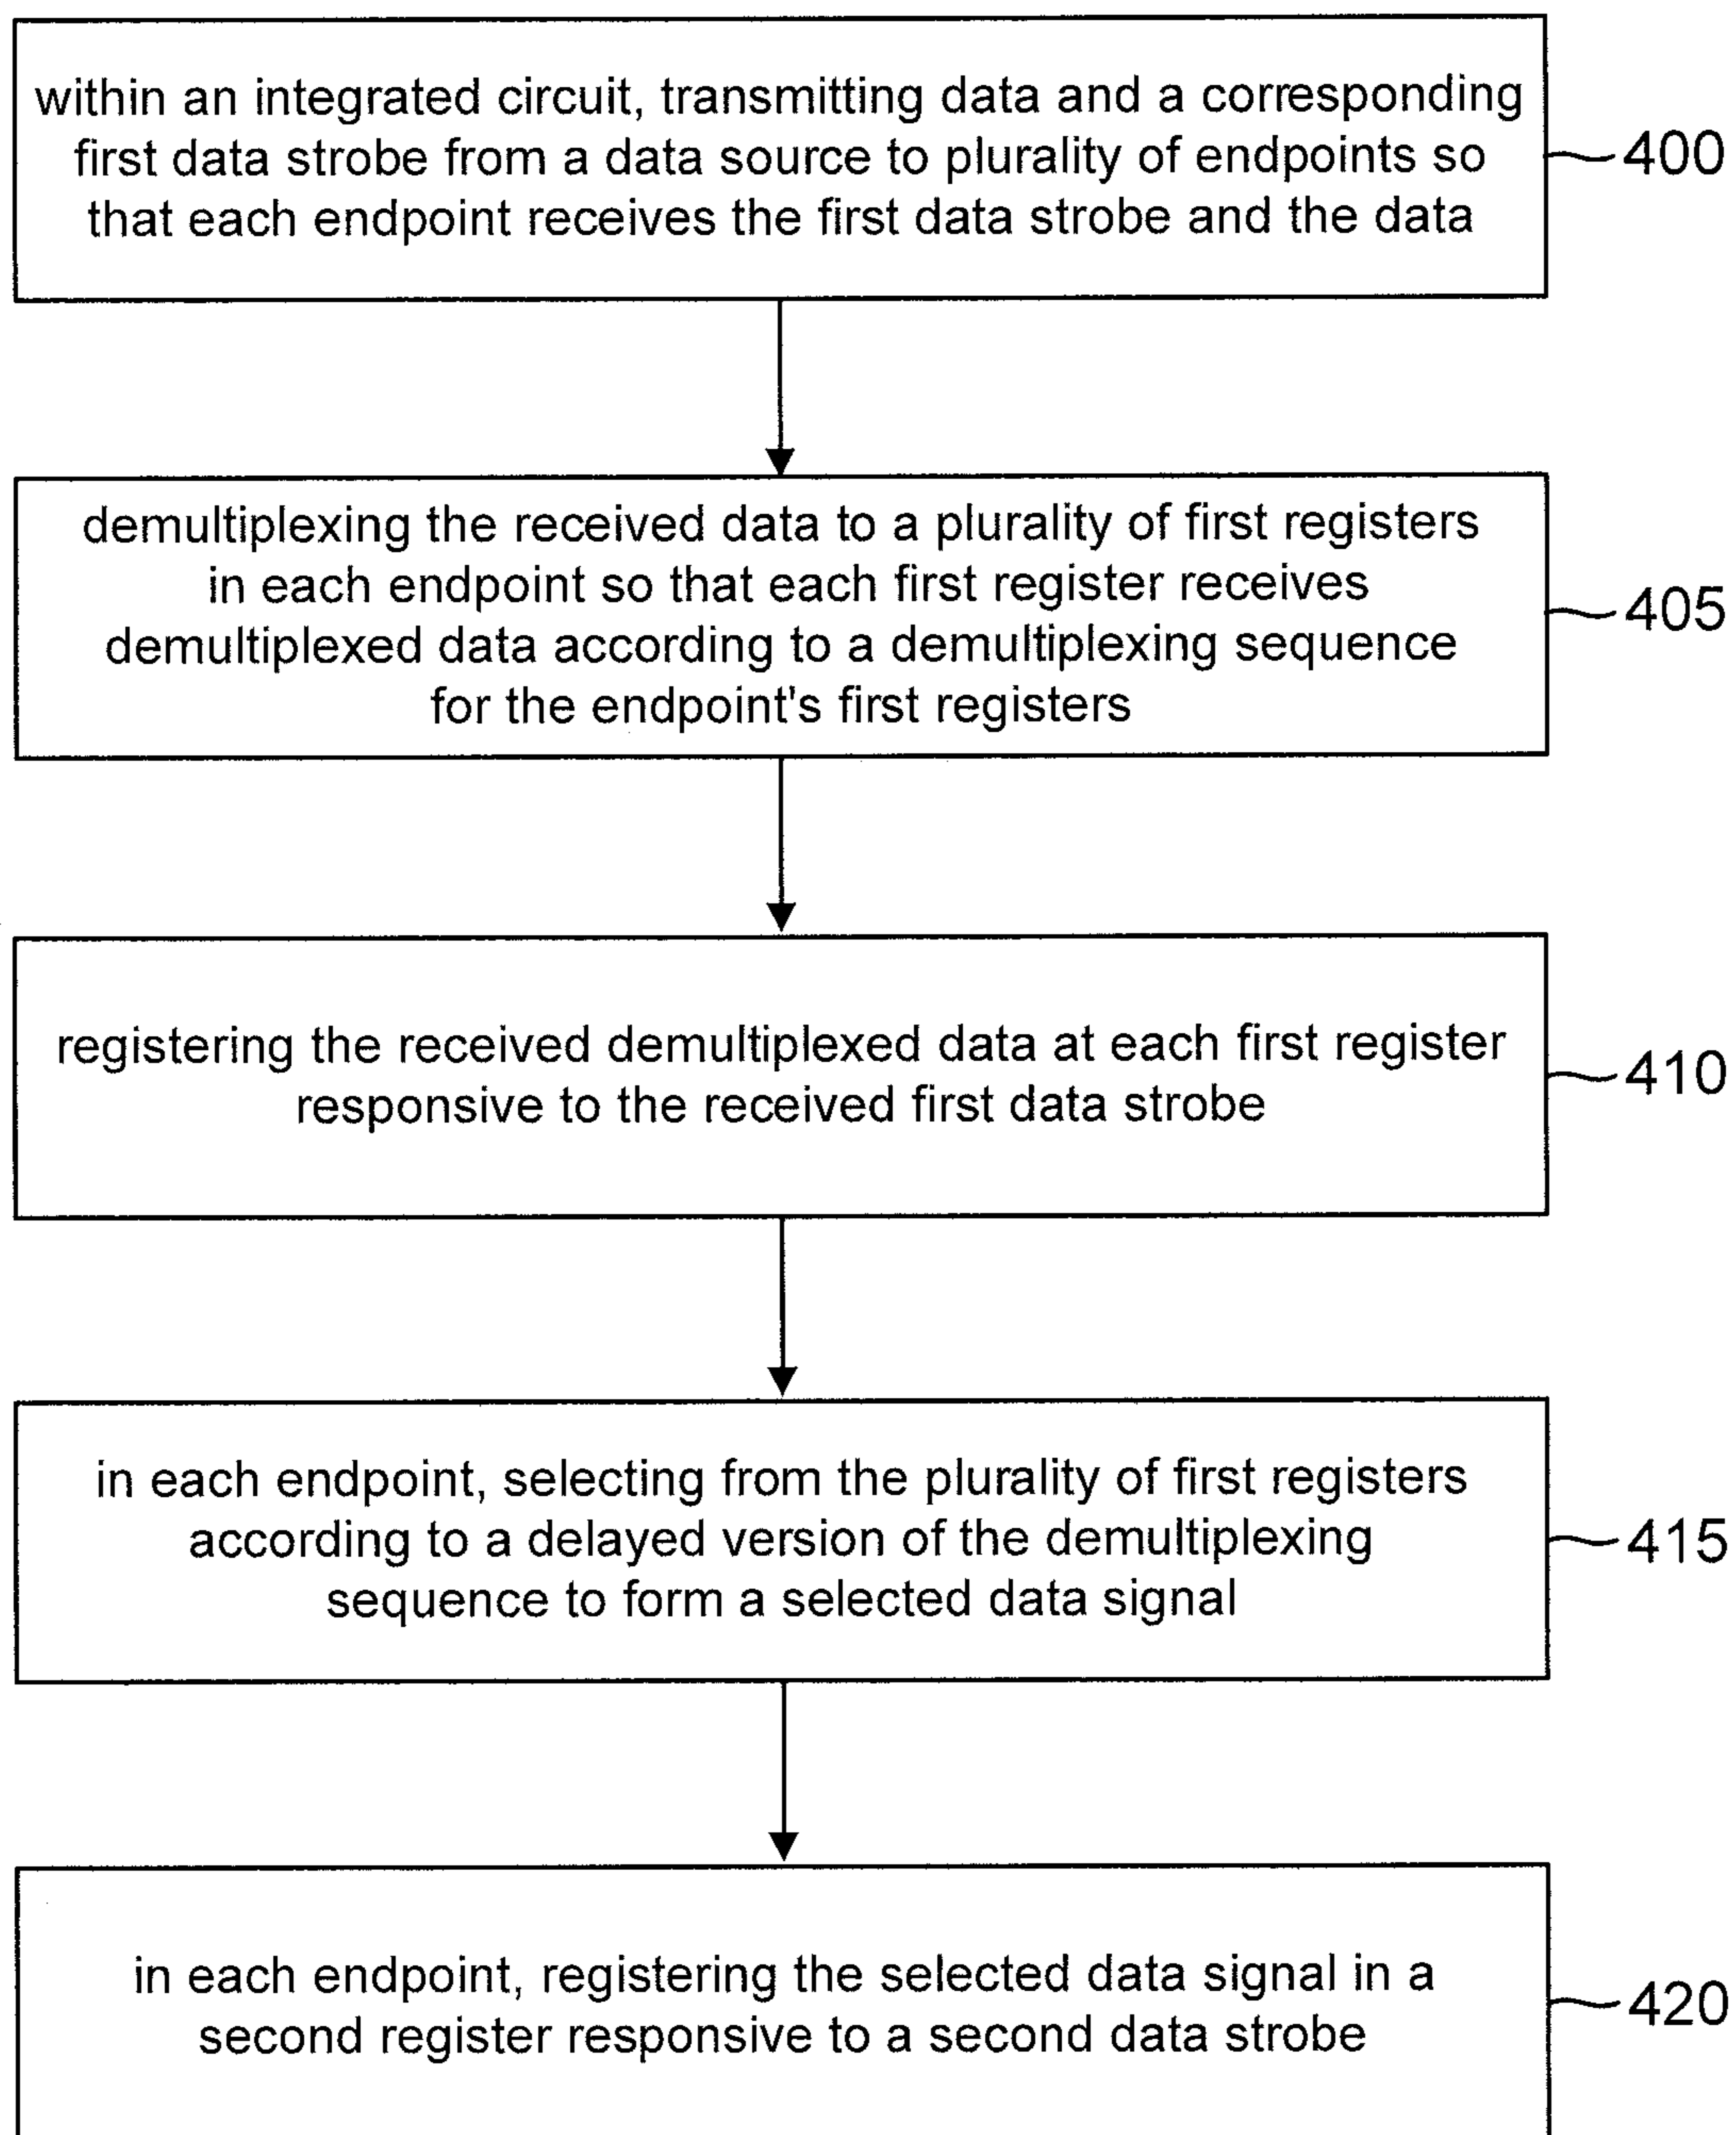 within an integrated circuit, transmitting data and a corresponding
first data strobe from a data source to plurality of endpoints so
that each endpoint receives the first data strobe and the data
400
demultiplexing the received data to a plurality of first registers
in each endpoint so that each first register receives
demultiplexed data according to a demultiplexing sequence
for the endpoint's first registers
405
registering the received demultiplexed data at each first register
responsive to the received first data strobe
410
in each endpoint, selecting from the plurality of first registers
according to a delayed version of the demultiplexing
sequence to form a selected data signal
415
in each endpoint, registering the selected data signal in a
second register responsive to a second data strobe
420